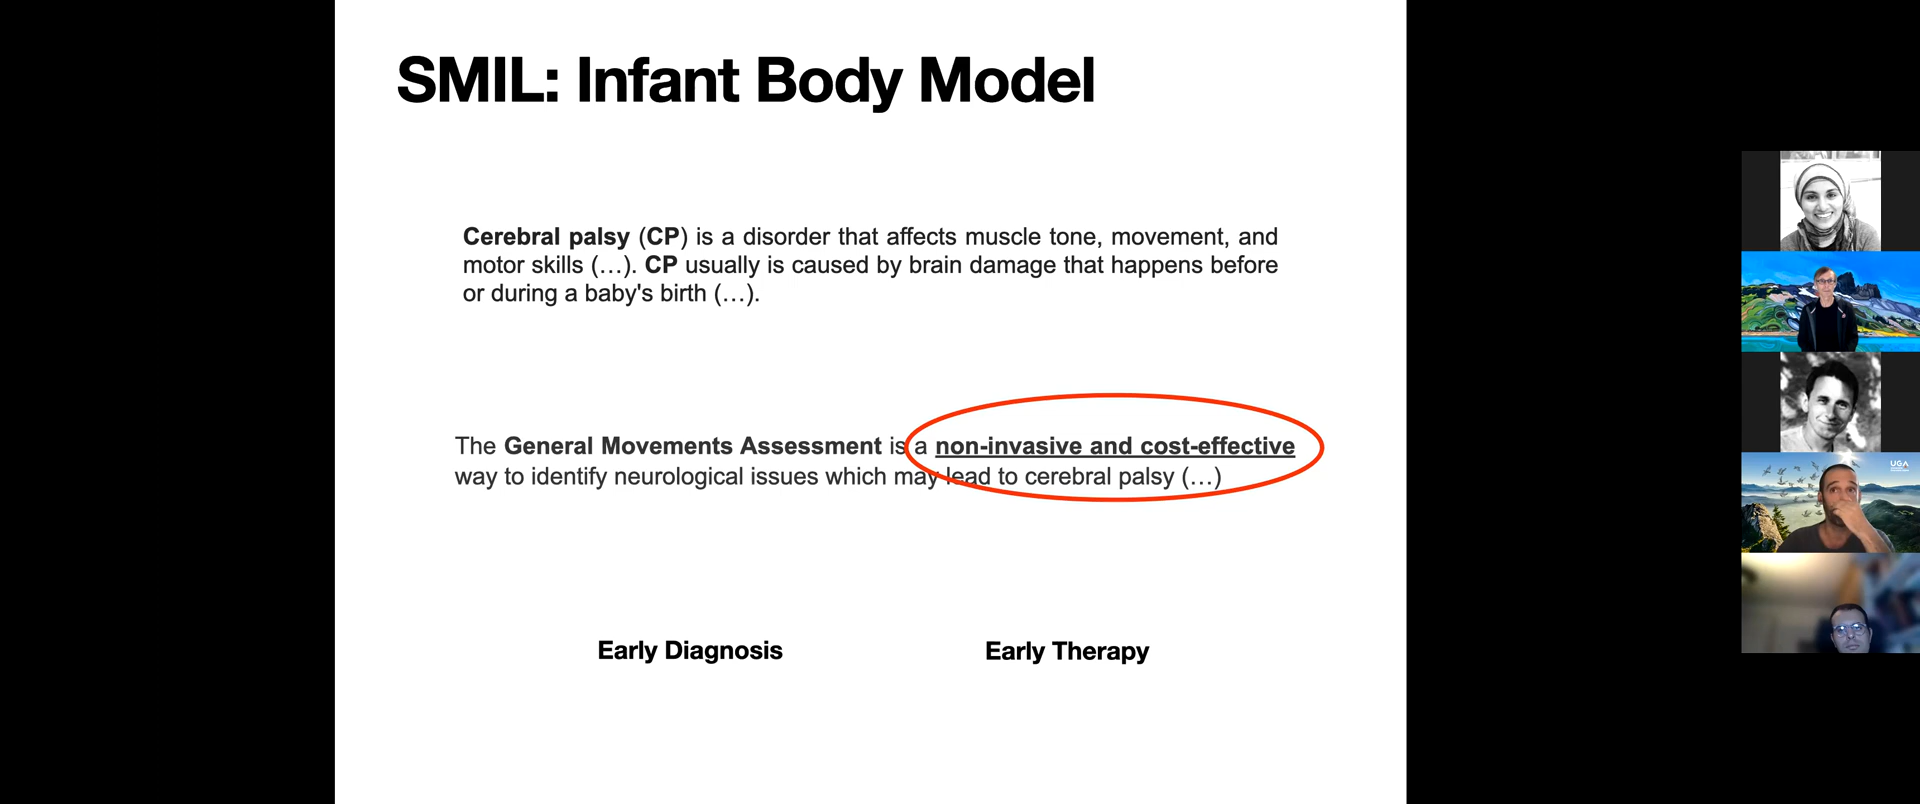 SMIL: Infant Body Model
Cerebral palsy (CP) is a disorder that affects muscle tone, movement, and
motor skills (…). CP usually is caused by brain damage that happens before
or during a baby's birth (…).
The General Movements Assessment is a non-invasive and cost-effective
way to identify neurological issues which may lead to cerebral palsy (…)
Early Diagnosis
Early Therapy
UGA